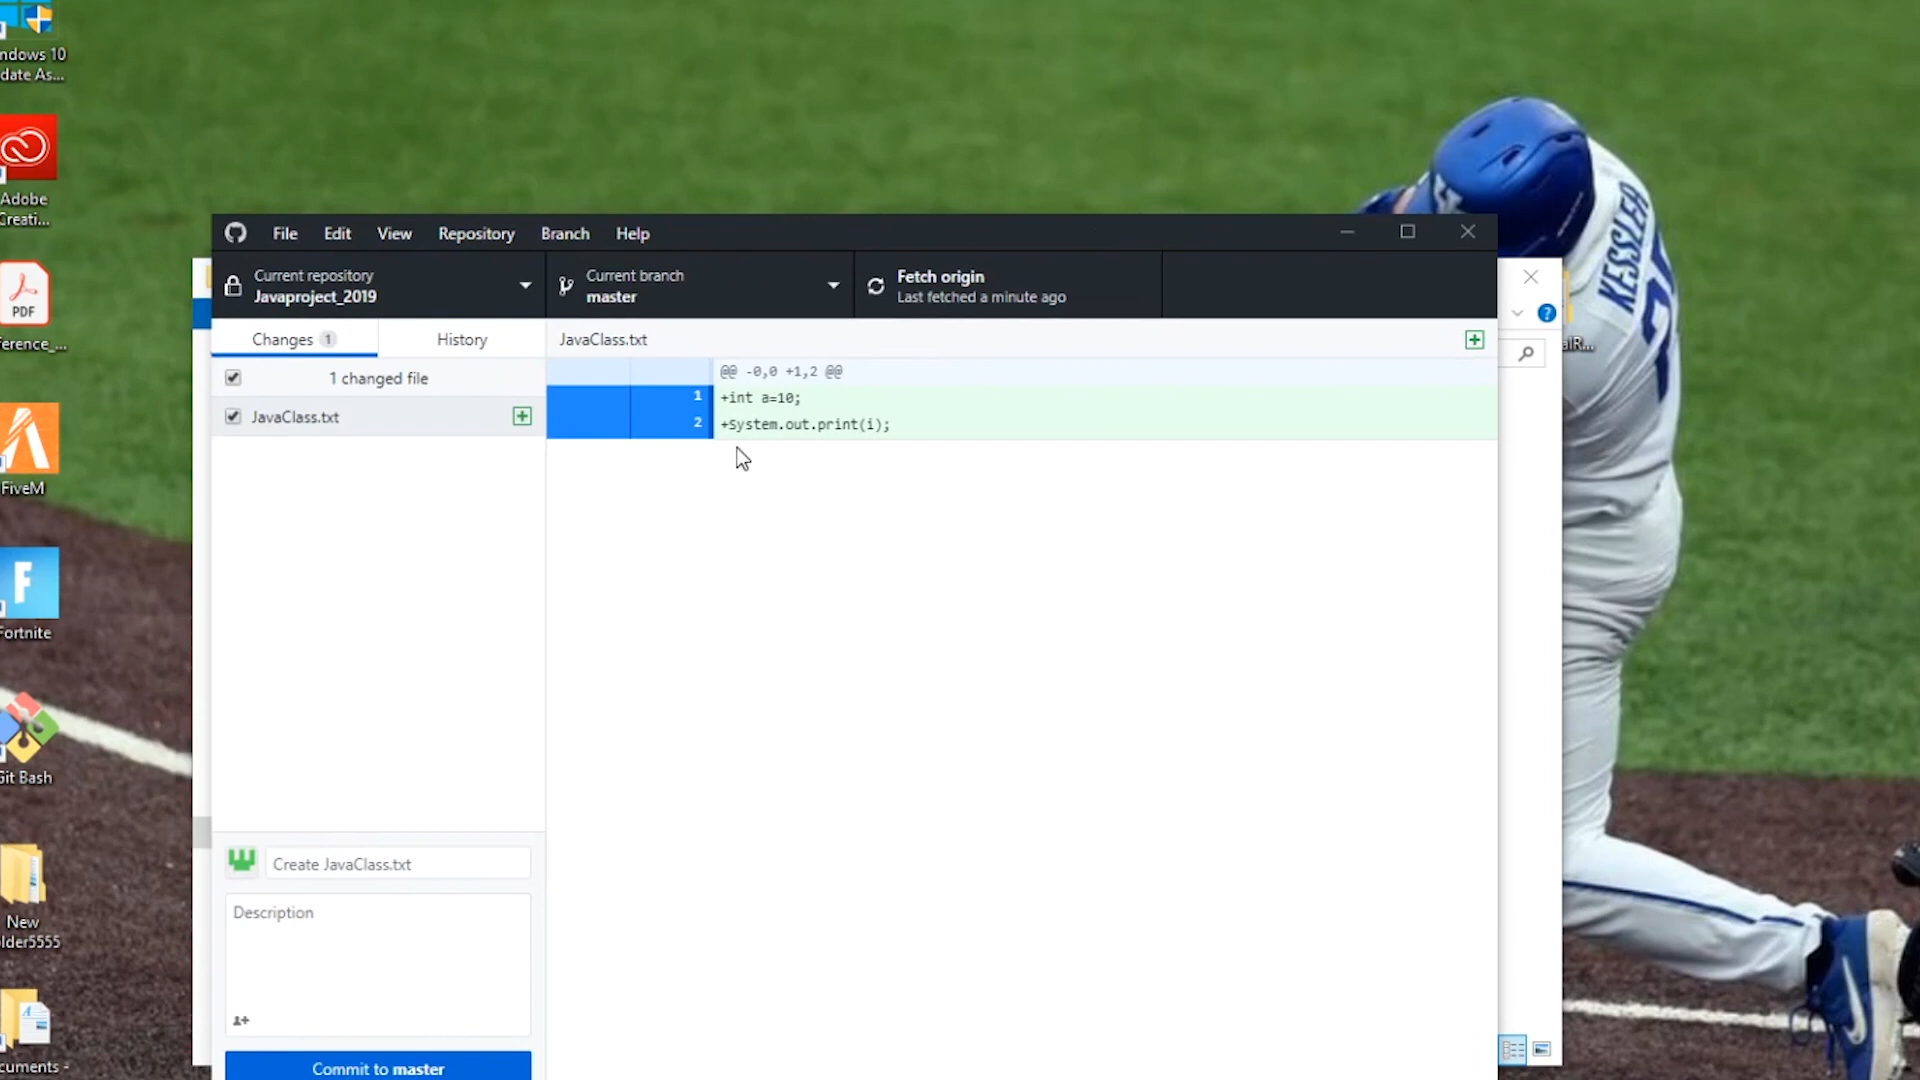 ndows 10
date As...
Adobe
Creati...
PDF
ference_...
FiveM
Fortnite
Git Bash
New
older5555
cuments -
File Edit View Repository Branch Help
Current repository
Javaproject_2019
Current branch
master
Fetch origin
Last fetched a minute ago
Changes 1
History
1 changed file
JavaClass.txt
JavaClass.txt
@@ -0,0 +1,2 @@
1 +int a=10;
2 +System.out.print(i);
Create JavaClass.txt
Description
Commit to master
alR...
KESSLER